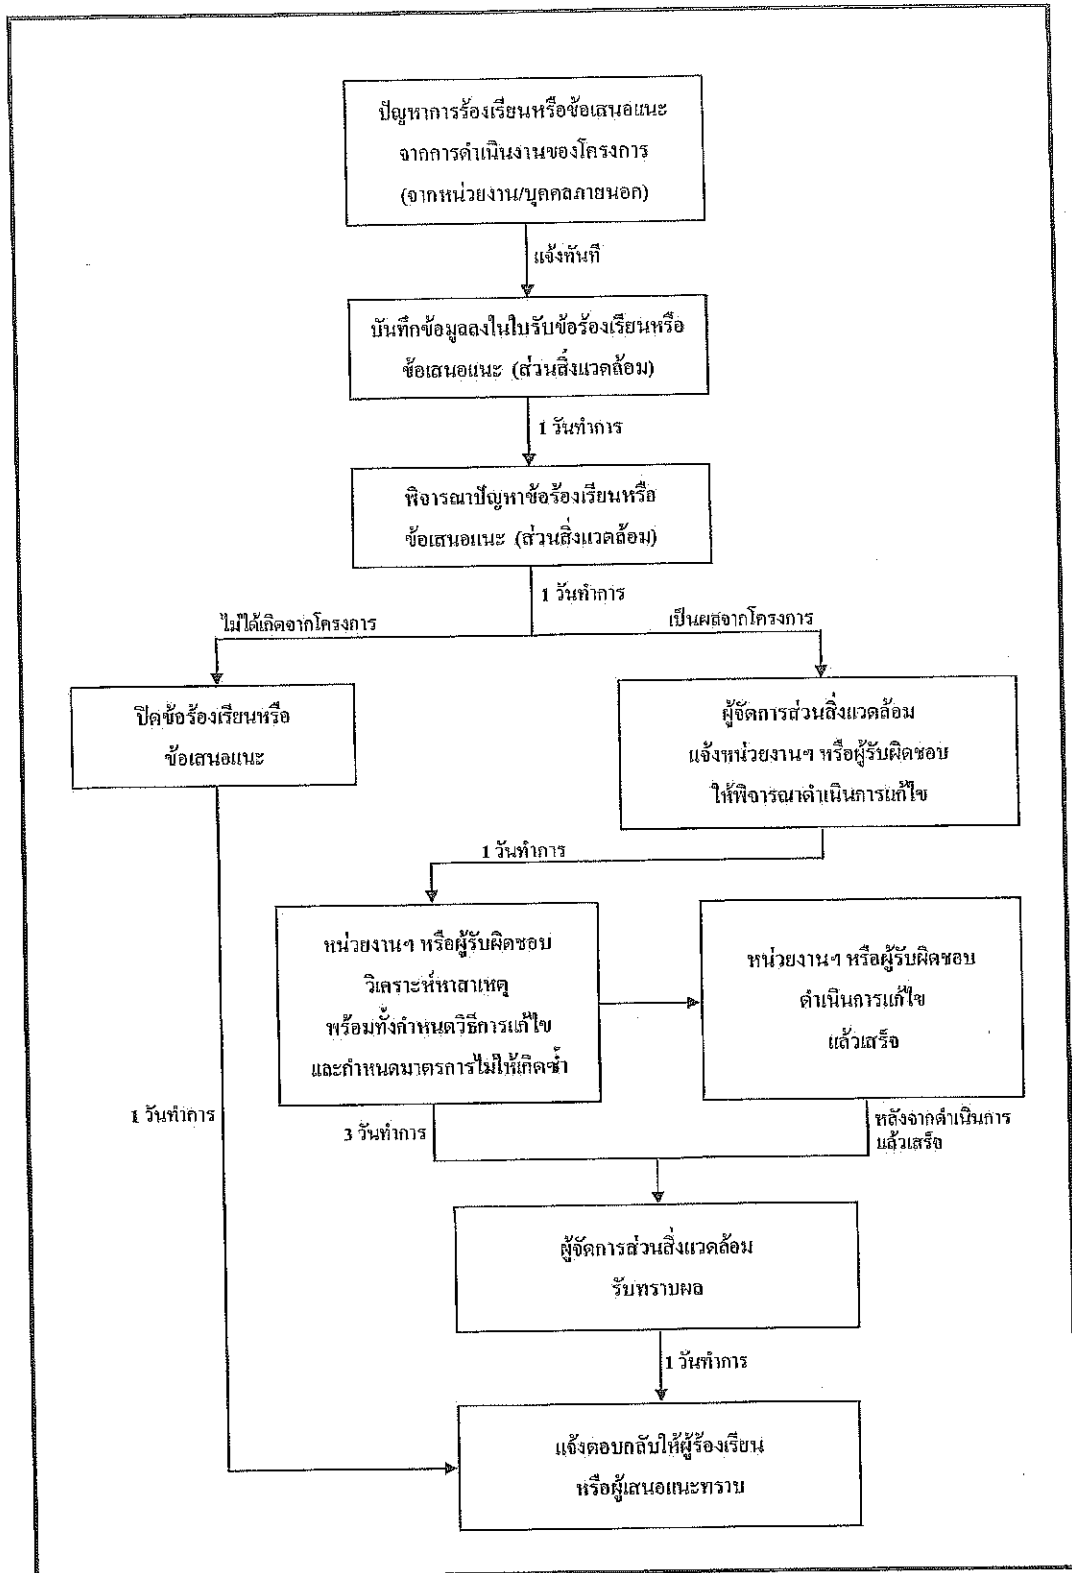 ปัญหาการร้องเรียนหรือข้อเสนอแนะ
จากการดำเนินงานของโครงการ
(จากหน่วยงาน/บุคคลภายนอก)
แจ้งทันที
บันทึกข้อมูลลงในใบรับข้อร้องเรียนหรือ
ข้อเสนอแนะ (ส่วนสิ่งแวดล้อม)
1 วันทำการ
พิจารณาปัญหาข้อร้องเรียนหรือ
ข้อเสนอแนะ (ส่วนสิ่งแวดล้อม)
1 วันทำการ
ไม่ได้เกิดจากโครงการ
เป็นผลจากโครงการ
ปิดข้อร้องเรียนหรือ
ข้อเสนอแนะ
ผู้จัดการส่วนสิ่งแวดล้อม
แจ้งหน่วยงานฯ หรือผู้รับผิดชอบ
ให้พิจารณาดำเนินการแก้ไข
1 วันทำการ
หน่วยงานฯ หรือผู้รับผิดชอบ
วิเคราะห์หาสาเหตุ
พร้อมทั้งกำหนดวิธีการแก้ไข
และกำหนดมาตรการไม่ให้เกิดซ้ำ
หน่วยงานฯ หรือผู้รับผิดชอบ
ดำเนินการแก้ไข
แล้วเสร็จ
1 วันทำการ
3 วันทำการ
หลังจากดำเนินการ
แล้วเสร็จ
ผู้จัดการส่วนสิ่งแวดล้อม
รับทราบผล
1 วันทำการ
แจ้งตอบกลับให้ผู้ร้องเรียน
หรือผู้เสนอแนะทราบ